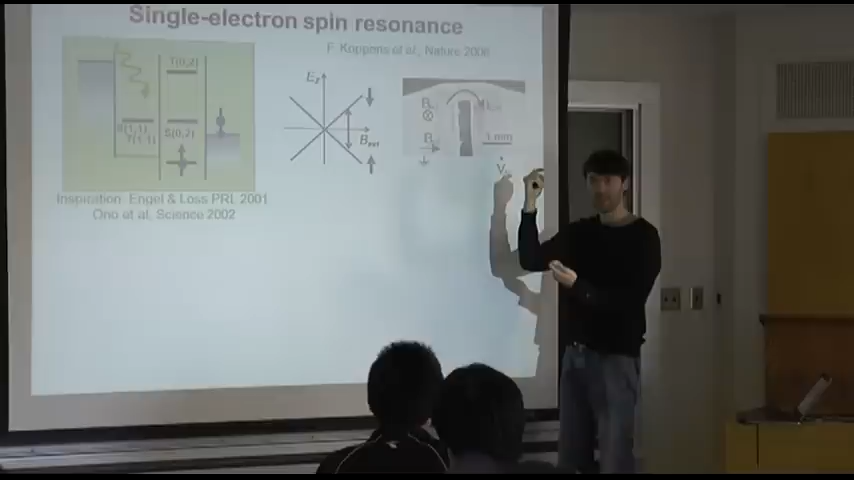 Single-electron spin resonance
F. Koppens et al., Nature 2006
T(0,2)
S(1,1)
T(1,1)
S(0,2)
E
B
ext
B
B
1 mm
V
Inspiration: Engel & Loss PRL 2001
Ono et al. Science 2002